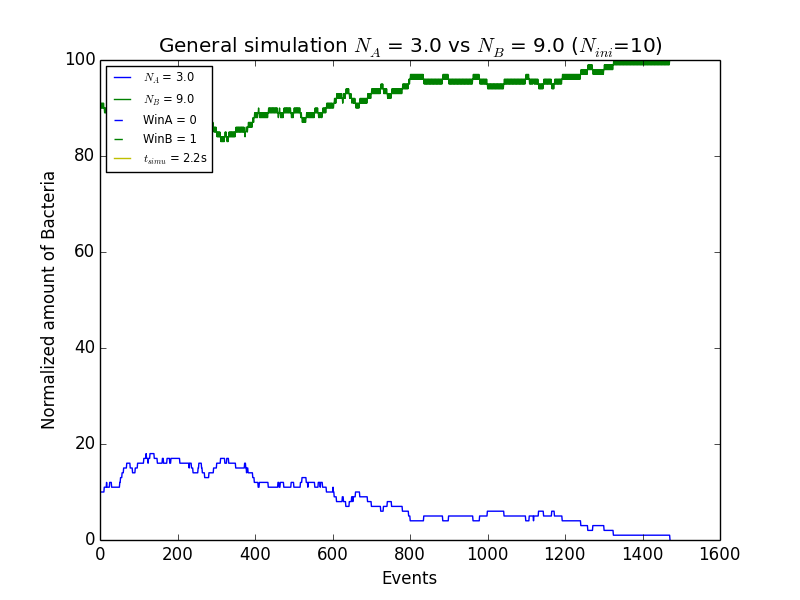 General simulation N_A = 3.0 vs N_B = 9.0 (N_ini=10)
100
80
60
40
20
0
Normalized amount of Bacteria
N_A = 3.0
N_B = 9.0
WinA = 0
WinB = 1
t_simu = 2.2s
0 200 400 600 800 1000 1200 1400 1600
Events